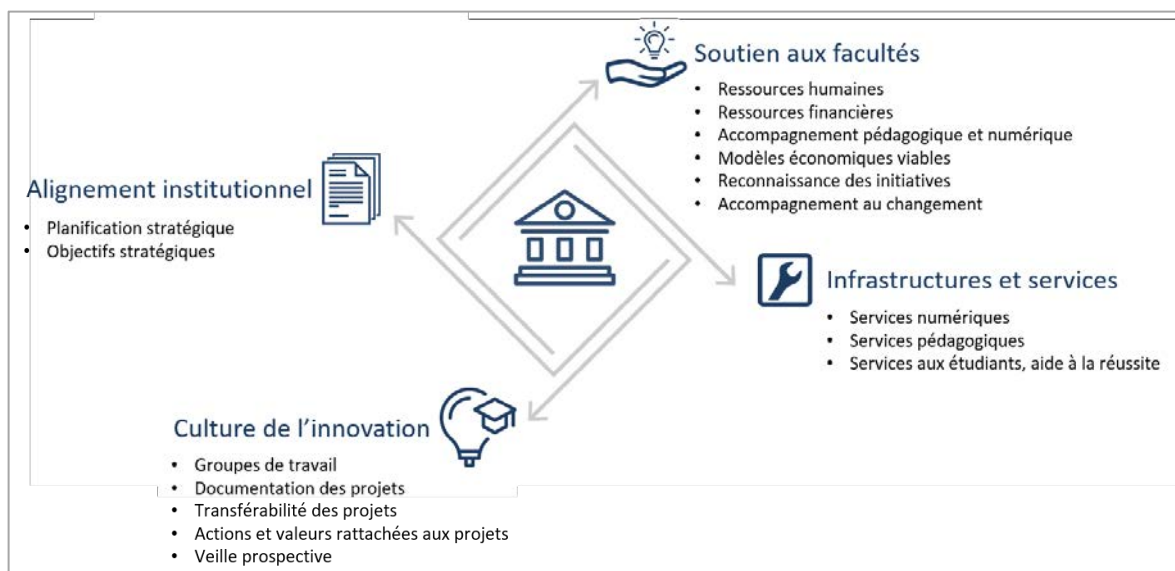 Soutien aux facultés
• Ressources humaines
• Ressources financières
• Accompagnement pédagogique et numérique
• Modèles économiques viables
• Reconnaissance des initiatives
• Accompagnement au changement
Alignement institutionnel
• Planification stratégique
• Objectifs stratégiques
Infrastructures et services
• Services numériques
• Services pédagogiques
• Services aux étudiants, aide à la réussite
Culture de l’innovation
• Groupes de travail
• Documentation des projets
• Transférabilité des projets
• Actions et valeurs rattachées aux projets
• Veille prospective